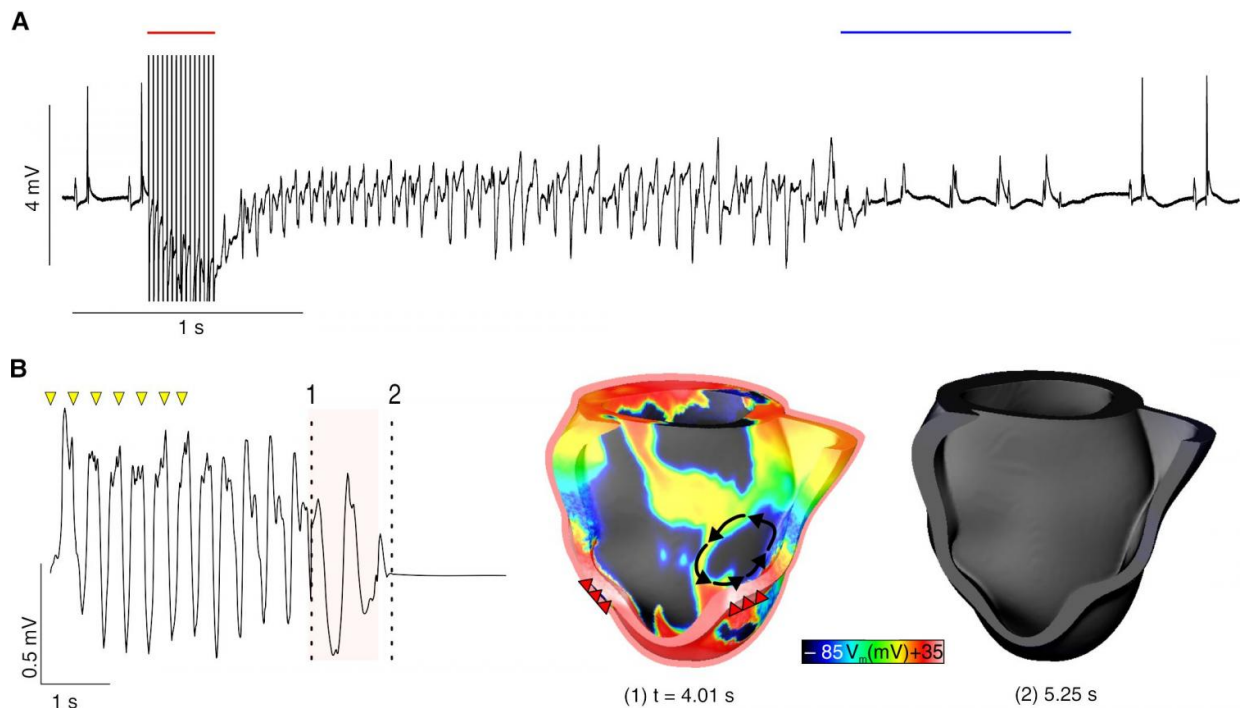 A
4 mV
1 s
B
1
2
0.5 mV
1 s
− 85 Vm(mV)+35
(1) t = 4.01 s
(2) 5.25 s